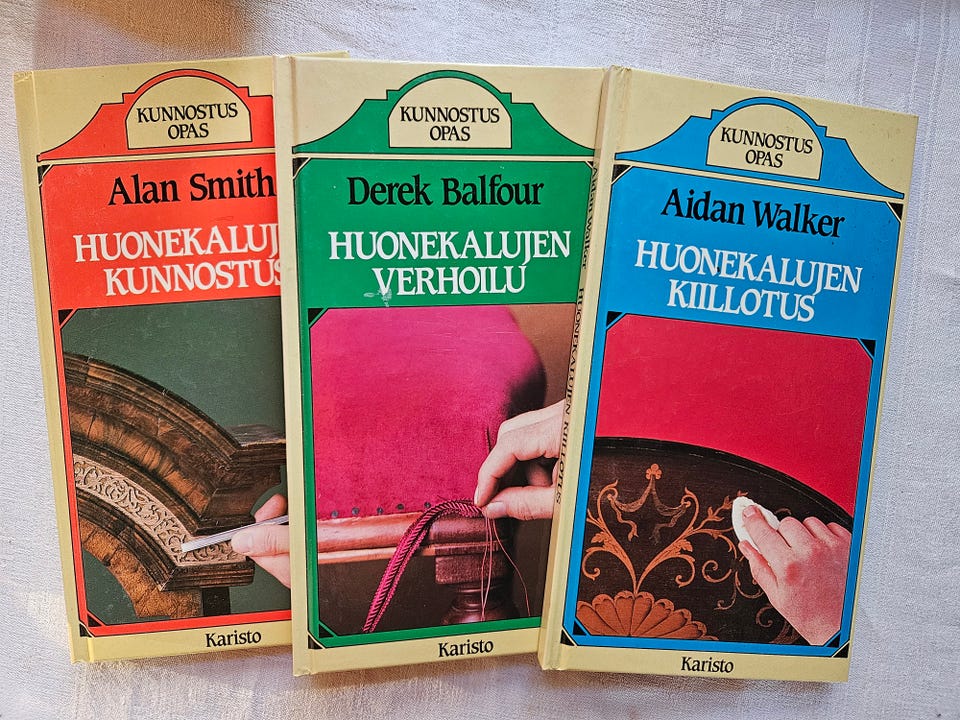 KUNNOSTUS
OPAS
Alan Smith
HUONEKALUJ
KUNNOSTUS
Karisto
KUNNOSTUS
OPAS
Derek Balfour
HUONEKALUJEN
VERHOILU
Karisto
Aidan Walker HUONEKALUJEN KIILLOTUS
KUNNOSTUS
OPAS
Aidan Walker
HUONEKALUJEN
KIILLOTUS
Karisto